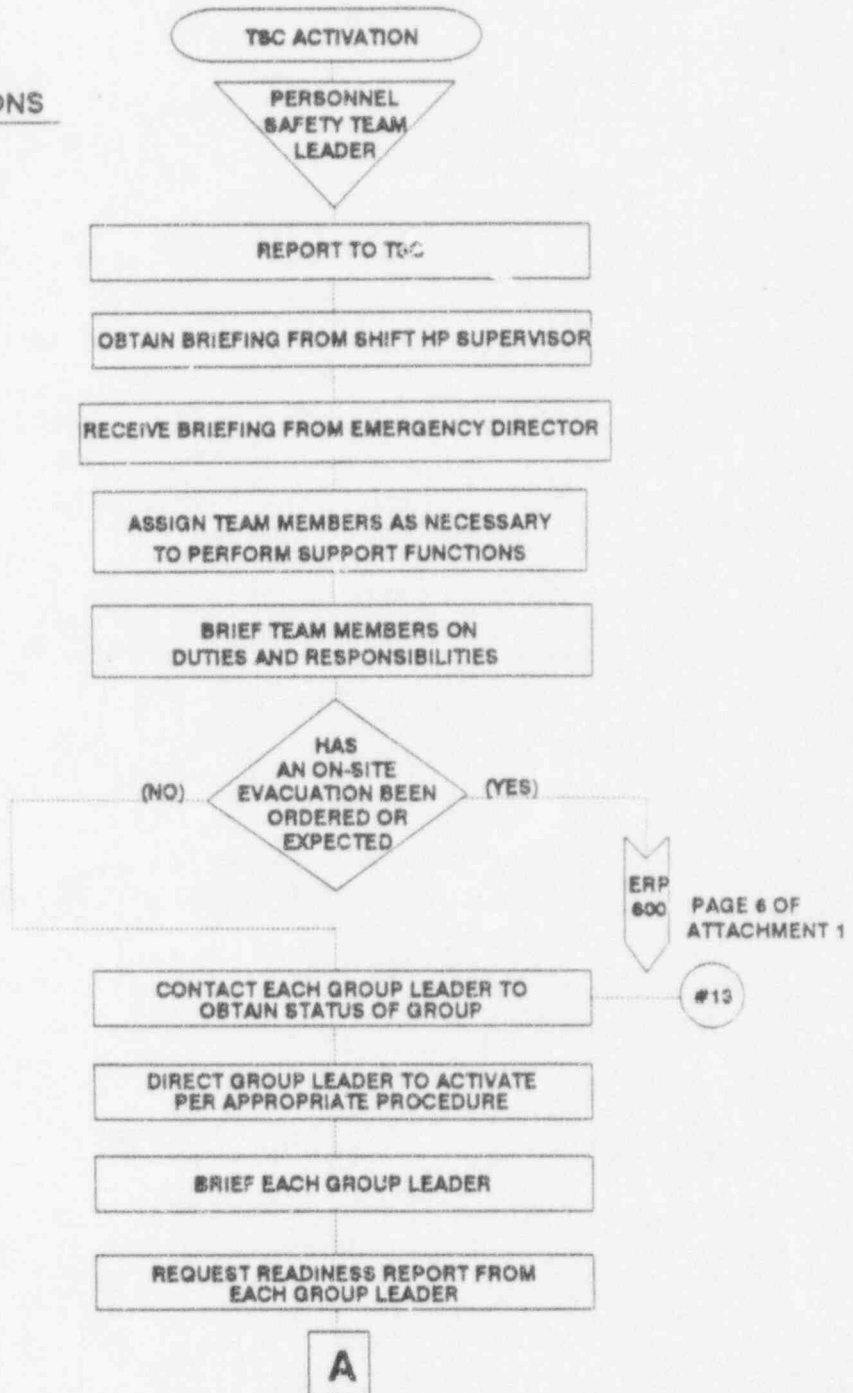 TSC ACTIVATION
ONS
PERSONNEL
SAFETY TEAM
LEADER
REPORT TO TSC
OBTAIN BRIEFING FROM SHIFT HP SUPERVISOR
RECEIVE BRIEFING FROM EMERGENCY DIRECTOR
ASSIGN TEAM MEMBERS AS NECESSARY
TO PERFORM SUPPORT FUNCTIONS
BRIEF TEAM MEMBERS ON
DUTIES AND RESPONSIBILITIES
HAS
AN ON-SITE
EVACUATION BEEN
ORDERED OR
EXPECTED
(NO)
(YES)
ERP
600
PAGE 6 OF
ATTACHMENT 1
CONTACT EACH GROUP LEADER TO
OBTAIN STATUS OF GROUP
#13
DIRECT GROUP LEADER TO ACTIVATE
PER APPROPRIATE PROCEDURE
BRIEF EACH GROUP LEADER
REQUEST READINESS REPORT FROM
EACH GROUP LEADER
A